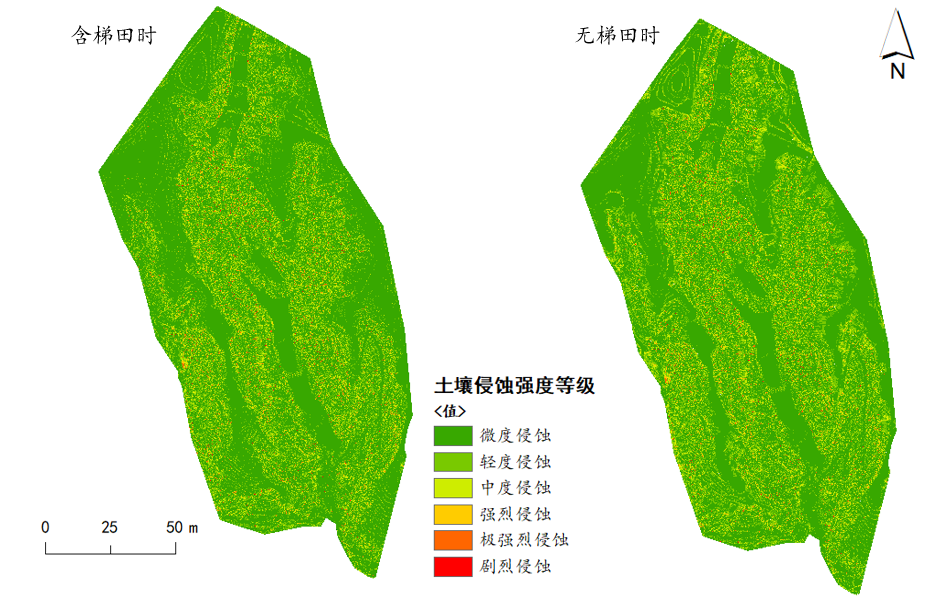 含梯田时
无梯田时
N
土壤侵蚀强度等级
<值>
微度侵蚀
轻度侵蚀
中度侵蚀
强烈侵蚀
极强烈侵蚀
剧烈侵蚀
0 25 50 m